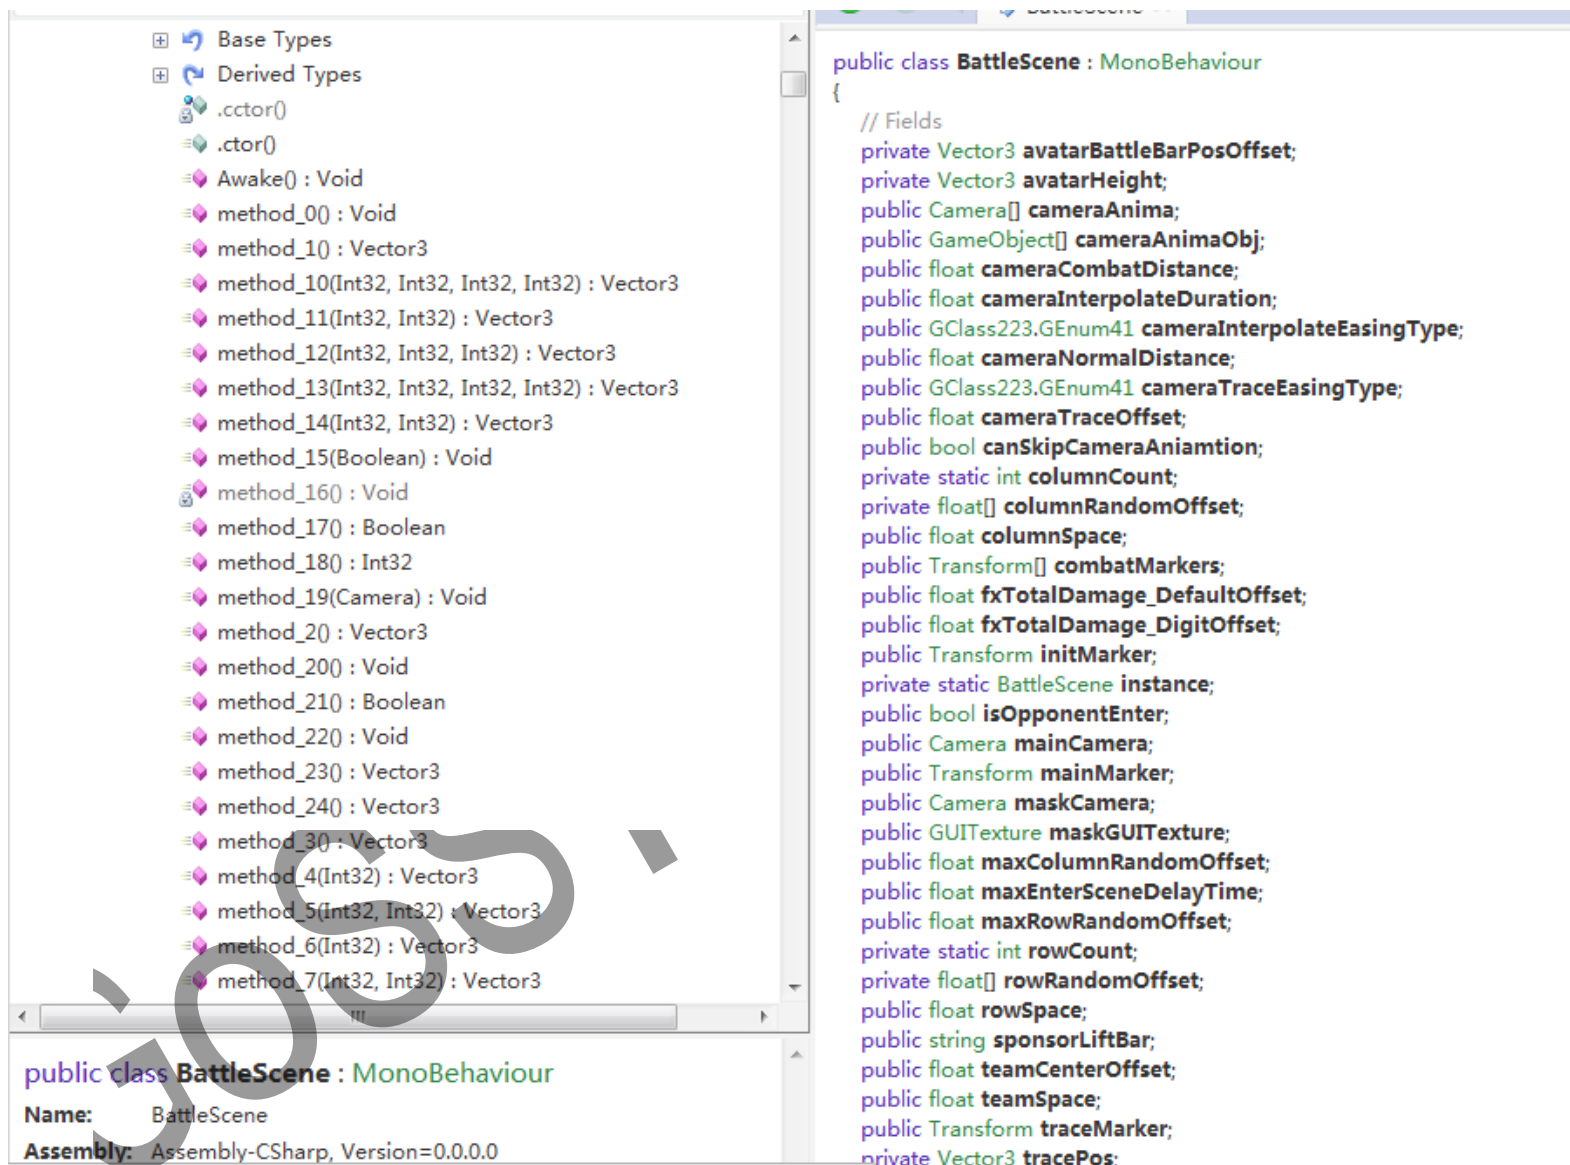 Base Types
Derived Types
.cctor()
.ctor()
Awake() : Void
method_0() : Void
method_1() : Vector3
method_10(Int32, Int32, Int32, Int32) : Vector3
method_11(Int32, Int32) : Vector3
method_12(Int32, Int32, Int32) : Vector3
method_13(Int32, Int32, Int32, Int32) : Vector3
method_14(Int32, Int32) : Vector3
method_15(Boolean) : Void
method_16() : Void
method_17() : Boolean
method_18() : Int32
method_19(Camera) : Void
method_2() : Vector3
method_20() : Void
method_21() : Boolean
method_22() : Void
method_23() : Vector3
method_24() : Vector3
method_3() : Vector3
method_4(Int32) : Vector3
method_5(Int32, Int32) : Vector3
method_6(Int32) : Vector3
method_7(Int32, Int32) : Vector3
public class BattleScene : MonoBehaviour
Name: BattleScene
Assembly: Assembly-CSharp, Version=0.0.0.0
BattleScene
public class BattleScene : MonoBehaviour
{
// Fields
private Vector3 avatarBattleBarPosOffset;
private Vector3 avatarHeight;
public Camera[] cameraAnima;
public GameObject[] cameraAnimaObj;
public float cameraCombatDistance;
public float cameraInterpolateDuration;
public GClass223.GEnum41 cameraInterpolateEasingType;
public float cameraNormalDistance;
public GClass223.GEnum41 cameraTraceEasingType;
public float cameraTraceOffset;
public bool canSkipCameraAniamtion;
private static int columnCount;
private float[] columnRandomOffset;
public float columnSpace;
public Transform[] combatMarkers;
public float fxTotalDamage_DefaultOffset;
public float fxTotalDamage_DigitOffset;
public Transform initMarker;
private static BattleScene instance;
public bool isOpponentEnter;
public Camera mainCamera;
public Transform mainMarker;
public Camera maskCamera;
public GUITexture maskGUITexture;
public float maxColumnRandomOffset;
public float maxEnterSceneDelayTime;
public float maxRowRandomOffset;
private static int rowCount;
private float[] rowRandomOffset;
public float rowSpace;
public string sponsorLiftBar;
public float teamCenterOffset;
public float teamSpace;
public Transform traceMarker;
private Vector3 tracePos;